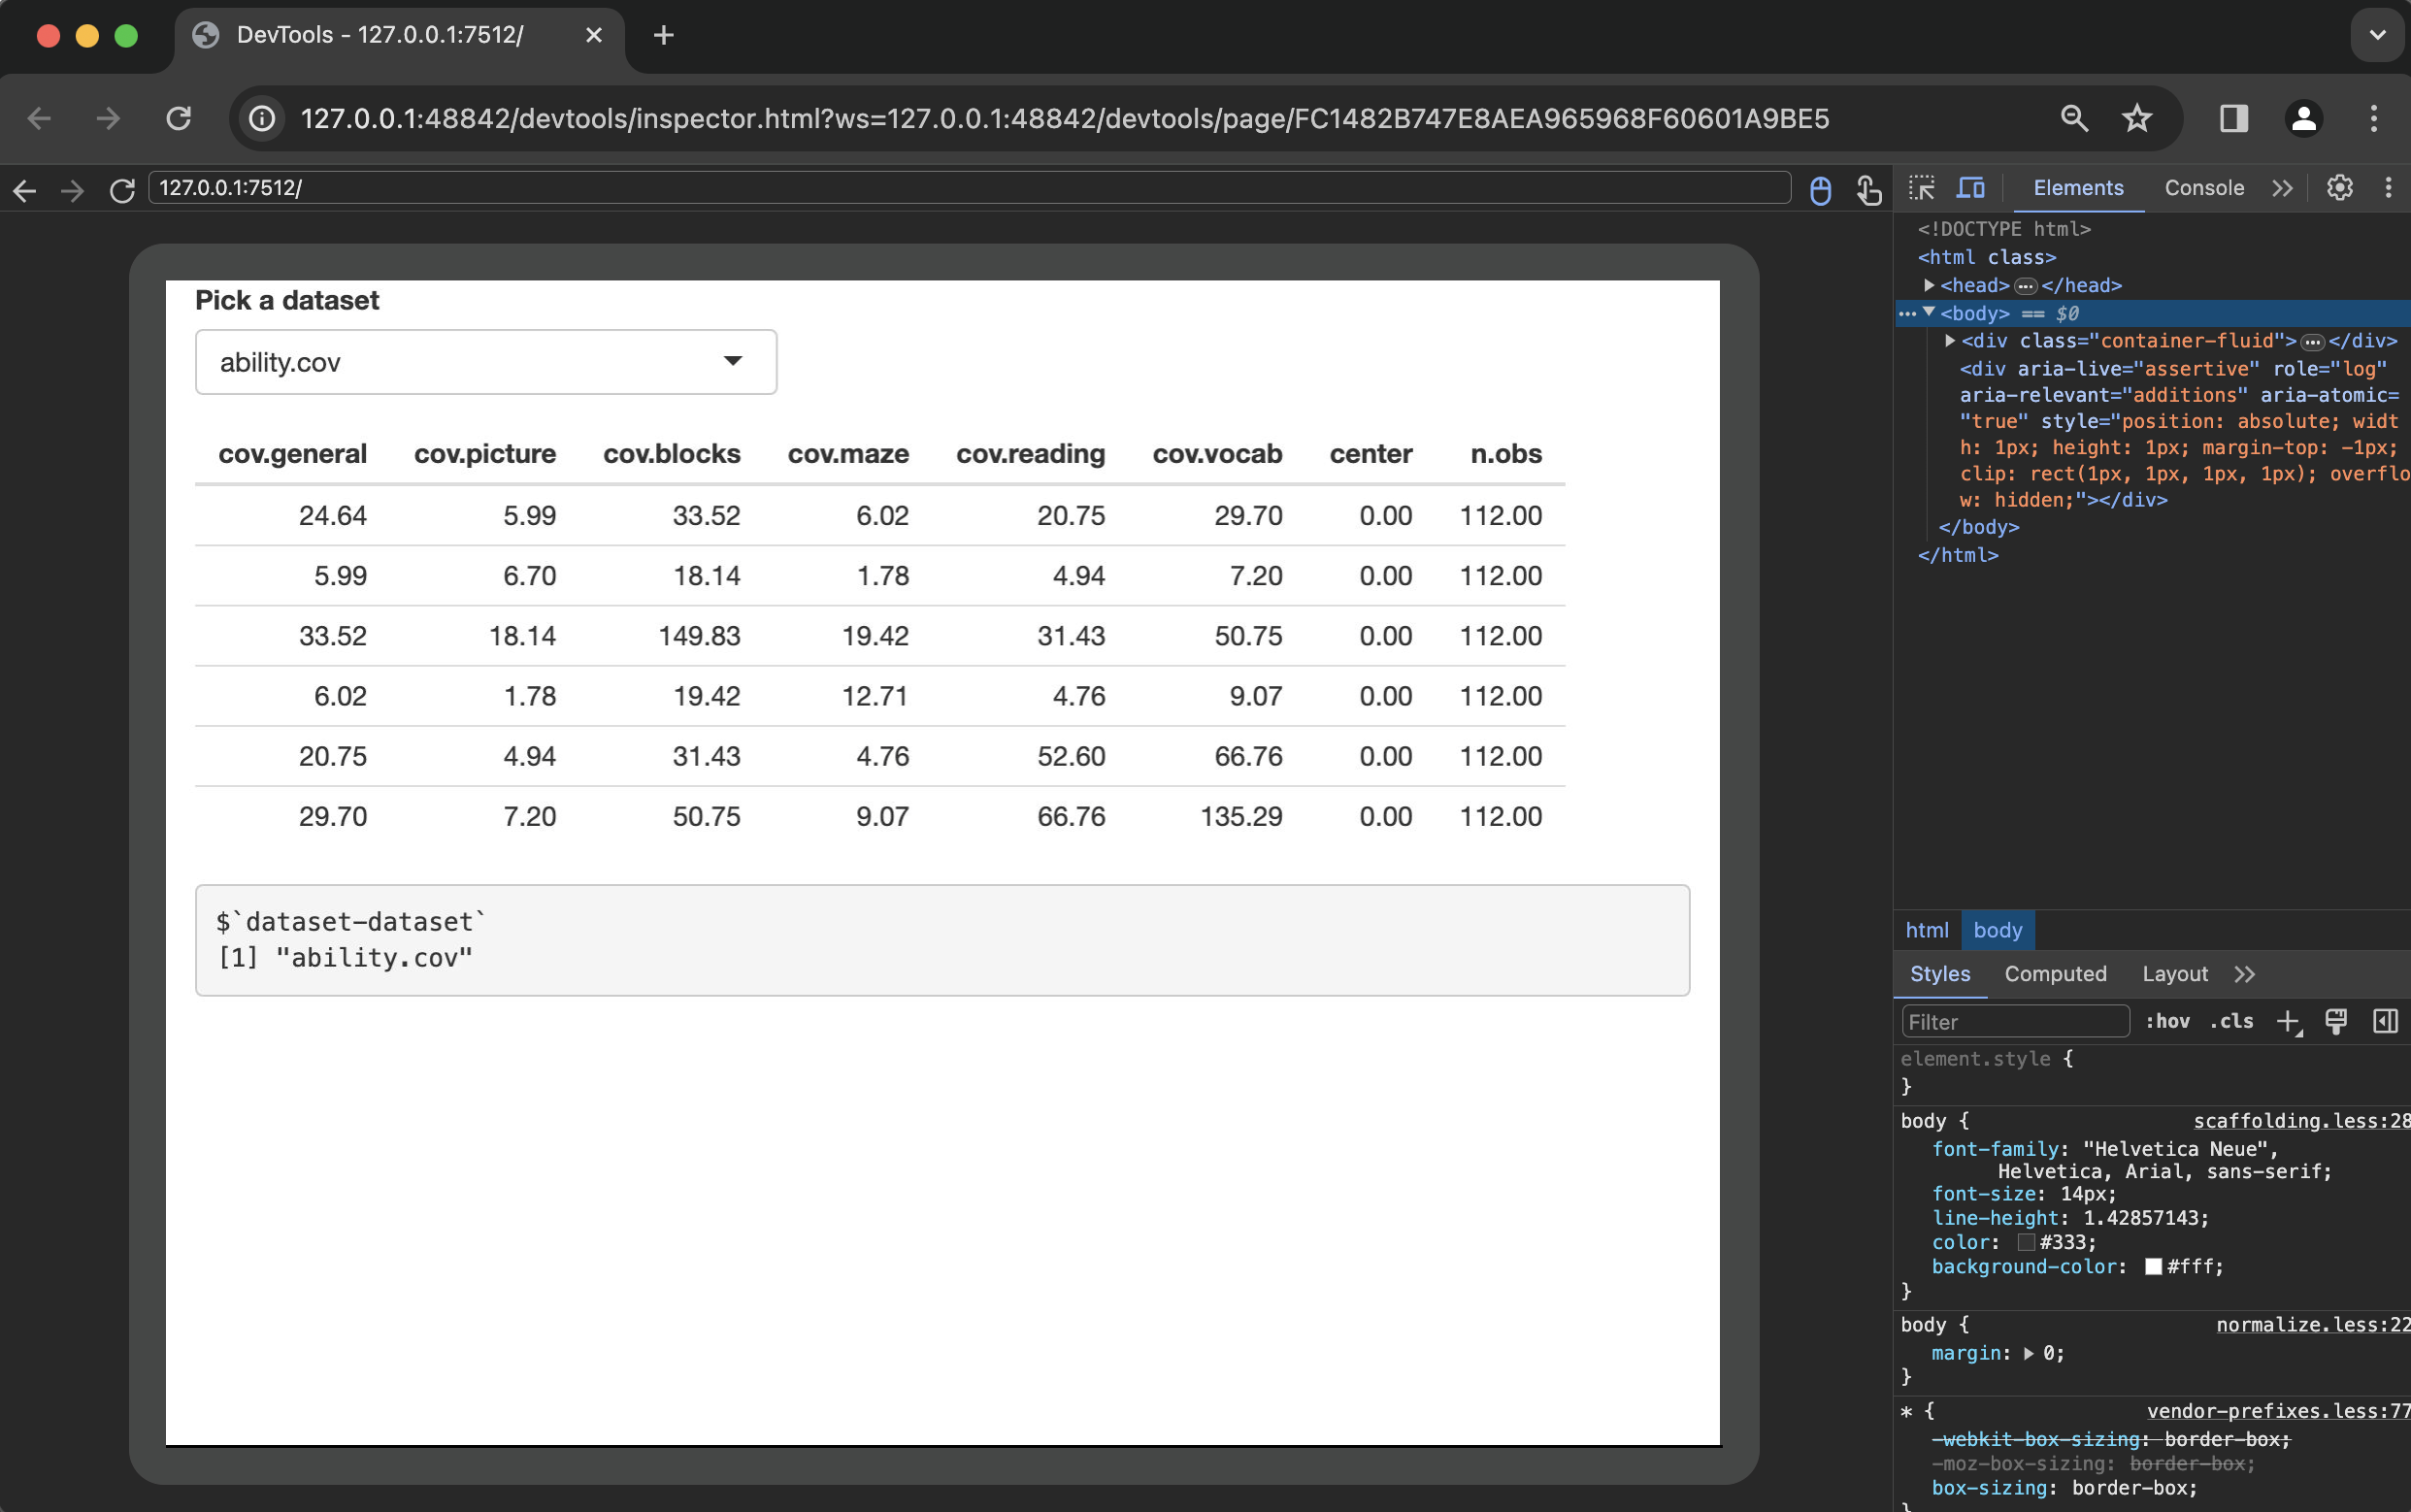 DevTools - 127.0.0.1:7512/
127.0.0.1:48842/devtools/inspector.html?ws=127.0.0.1:48842/devtools/page/FC1482B747E8AEA965968F60601A9BE5
127.0.0.1:7512/
Elements Console
Pick a dataset
ability.cov
cov.general cov.picture cov.blocks cov.maze cov.reading cov.vocab center n.obs
24.64 5.99 33.52 6.02 20.75 29.70 0.00 112.00
5.99 6.70 18.14 1.78 4.94 7.20 0.00 112.00
33.52 18.14 149.83 19.42 31.43 50.75 0.00 112.00
6.02 1.78 19.42 12.71 4.76 9.07 0.00 112.00
20.75 4.94 31.43 4.76 52.60 66.76 0.00 112.00
29.70 7.20 50.75 9.07 66.76 135.29 0.00 112.00
$`dataset-dataset`
[1] "ability.cov"
<!DOCTYPE html>
<html class>
<head>…</head>
<body> == $0
<div class="container-fluid">…</div>
<div aria-live="assertive" role="log"
aria-relevant="additions" aria-atomic=
"true" style="position: absolute; widt
h: 1px; height: 1px; margin-top: -1px;
clip: rect(1px, 1px, 1px, 1px); overflo
w: hidden;"></div>
</body>
</html>
html body
Styles Computed Layout
Filter :hov .cls
element.style {
}
body { scaffolding.less:28
font-family: "Helvetica Neue",
Helvetica, Arial, sans-serif;
font-size: 14px;
line-height: 1.42857143;
color: #333;
background-color: #fff;
}
body { normalize.less:22
margin: 0;
}
* { vendor-prefixes.less:77
-webkit-box-sizing: border-box;
-moz-box-sizing: border-box;
box-sizing: border-box;
}